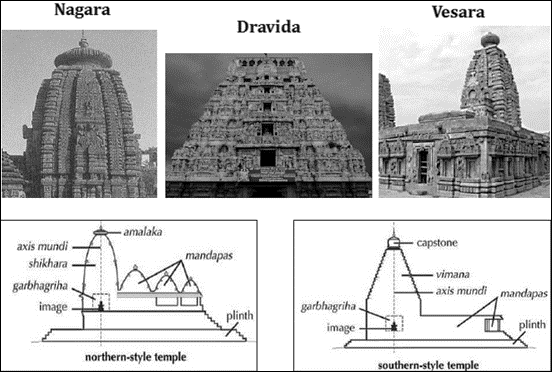 Nagara
Dravida
Vesara
amalaka
axis mundi
shikhara
mandapas
garbhagriha
image
plinth
northern-style temple
capstone
vimana
axis mundi
garbhagriha
mandapas
image
plinth
southern-style temple